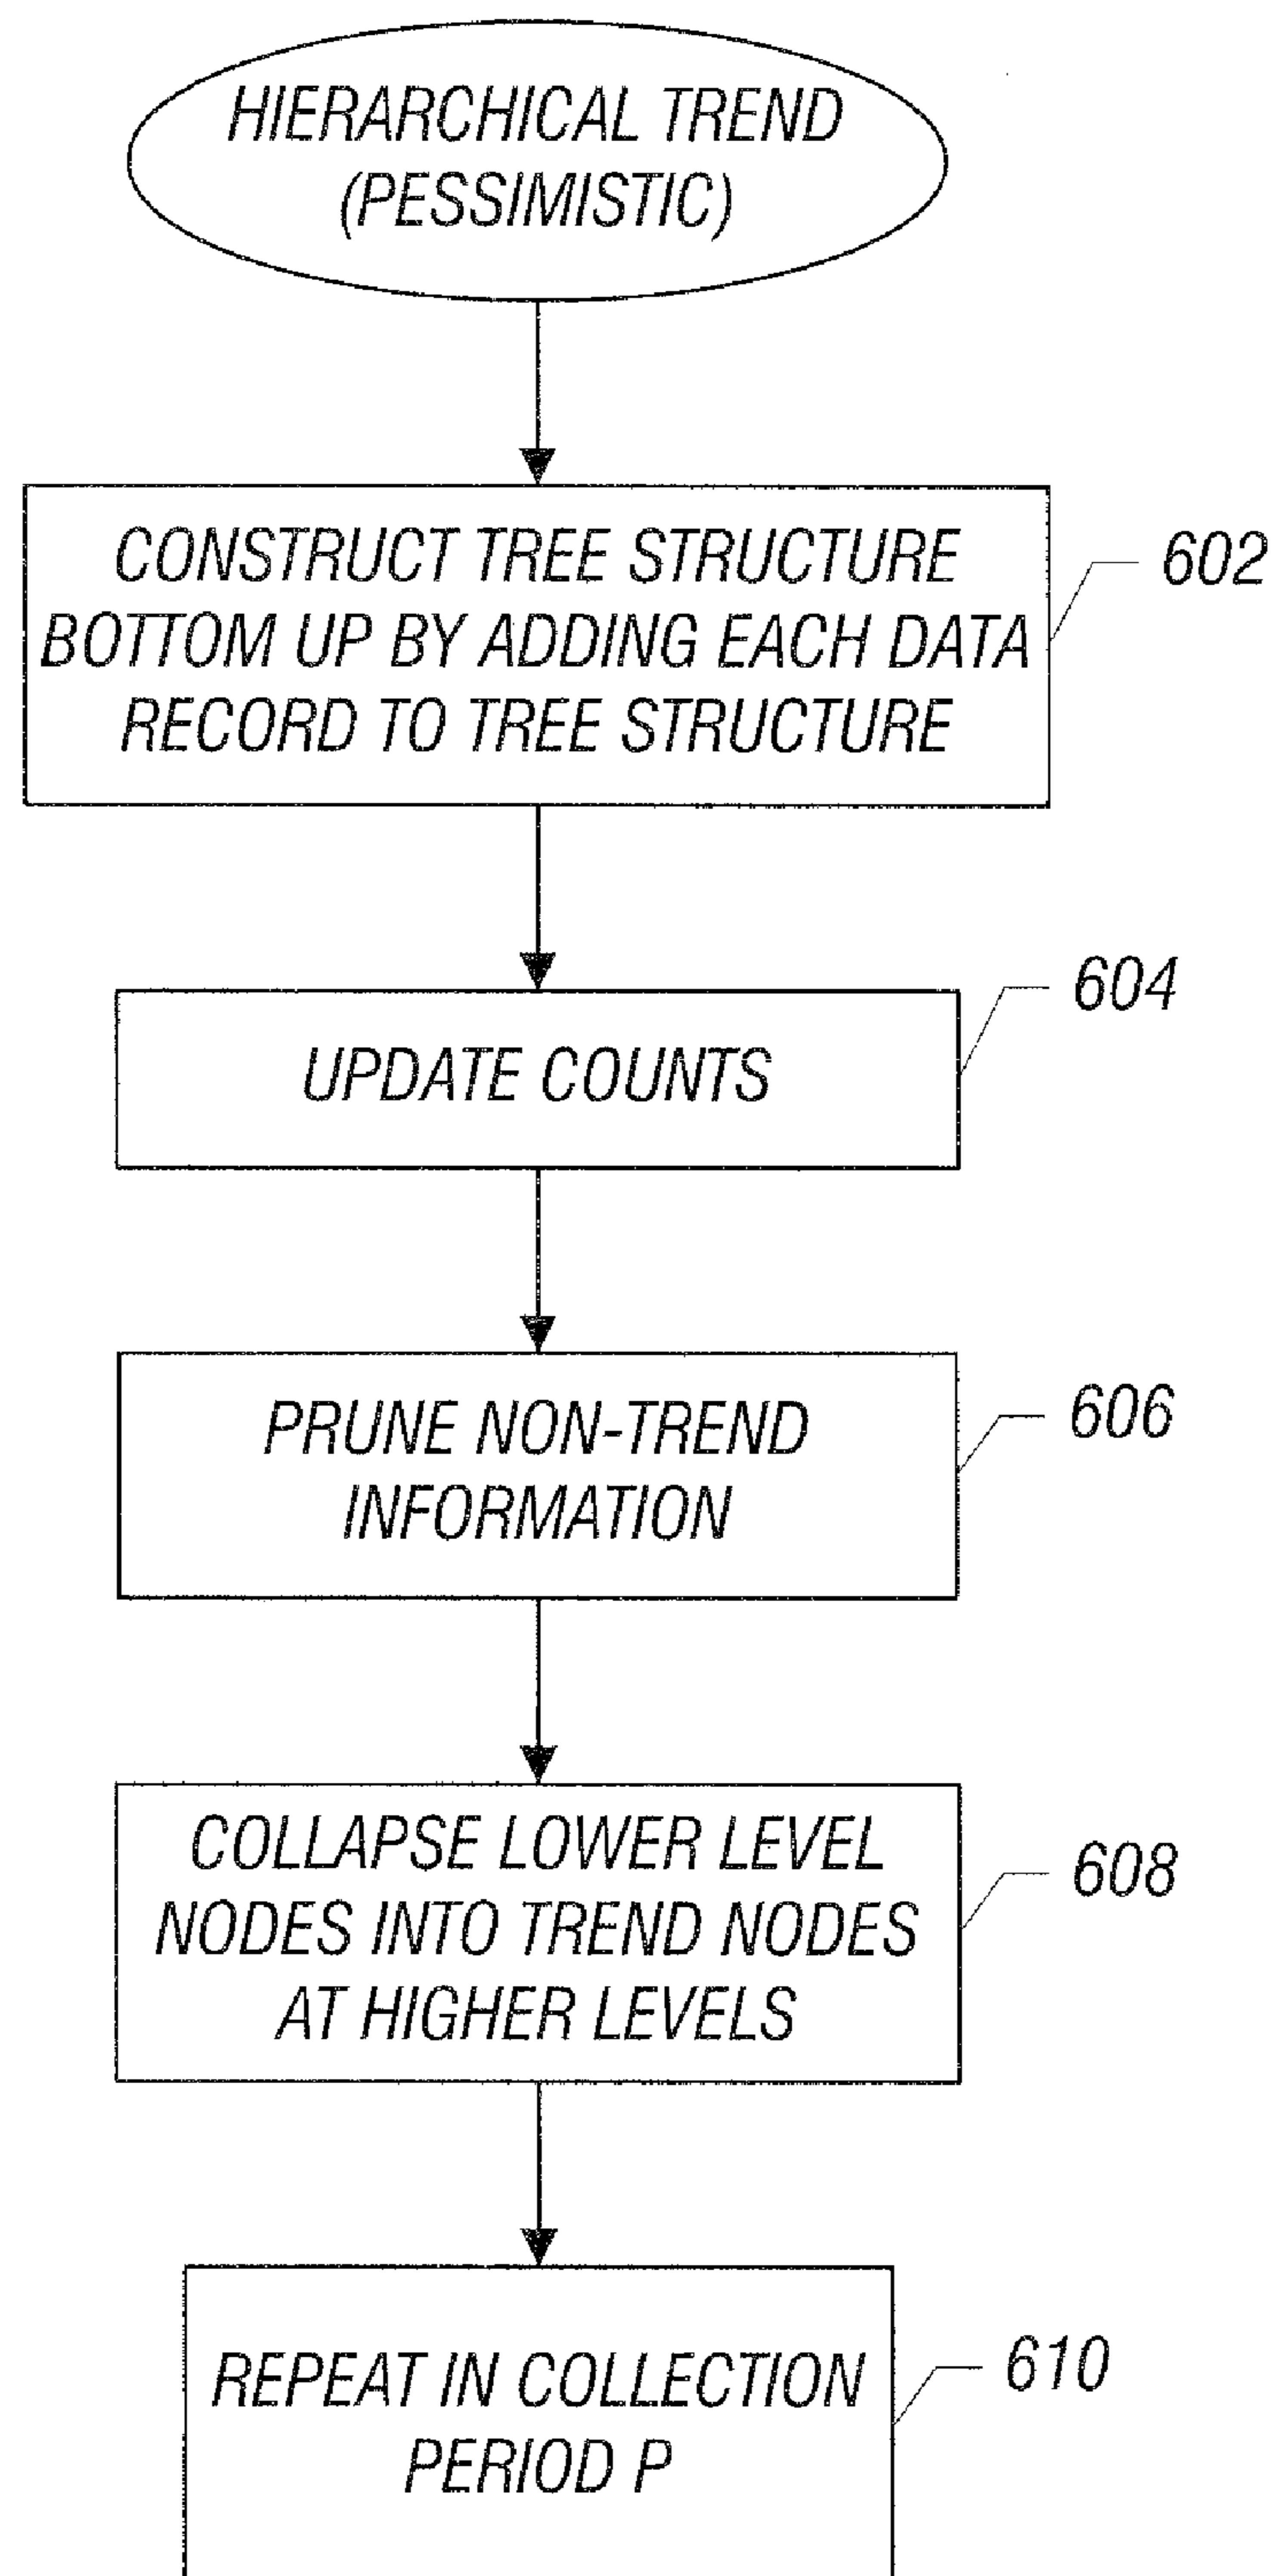 HIERARCHICAL TREND
(PESSIMISTIC)
CONSTRUCT TREE STRUCTURE
BOTTOM UP BY ADDING EACH DATA
RECORD TO TREE STRUCTURE
602
UPDATE COUNTS
604
PRUNE NON-TREND
INFORMATION
606
COLLAPSE LOWER LEVEL
NODES INTO TREND NODES
AT HIGHER LEVELS
608
REPEAT IN COLLECTION
PERIOD P
610